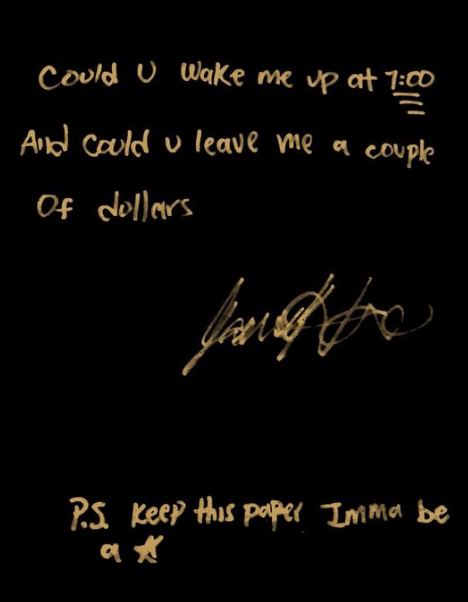 Could U wake me up at 7:00
And could u leave me a couple
Of dollars
P.S. Keep this paper Imma be
a